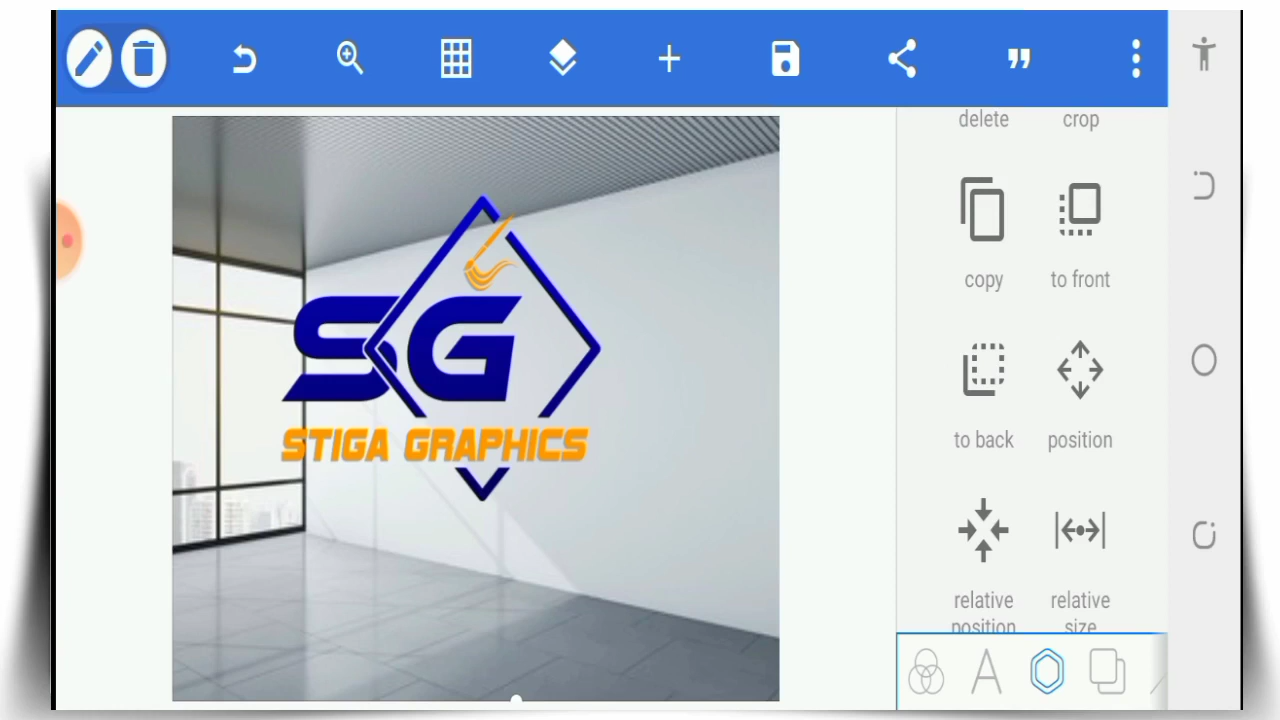 delete crop
copy to front
SG
STIGA GRAPHICS
to back position
relative relative
position size